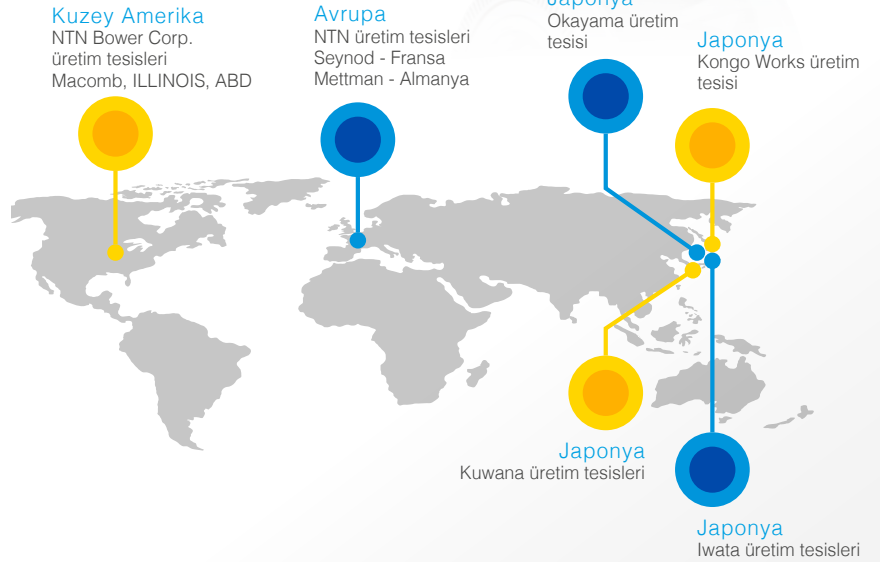 Kuzey Amerika
NTN Bower Corp.
üretim tesisleri
Macomb, ILLINOIS, ABD
Avrupa
NTN üretim tesisleri
Seynod - Fransa
Mettman - Almanya
Japonya
Okayama üretim
tesisi
Japonya
Kongo Works üretim
tesisi
Japonya
Kuwana üretim tesisleri
Japonya
Iwata üretim tesisleri